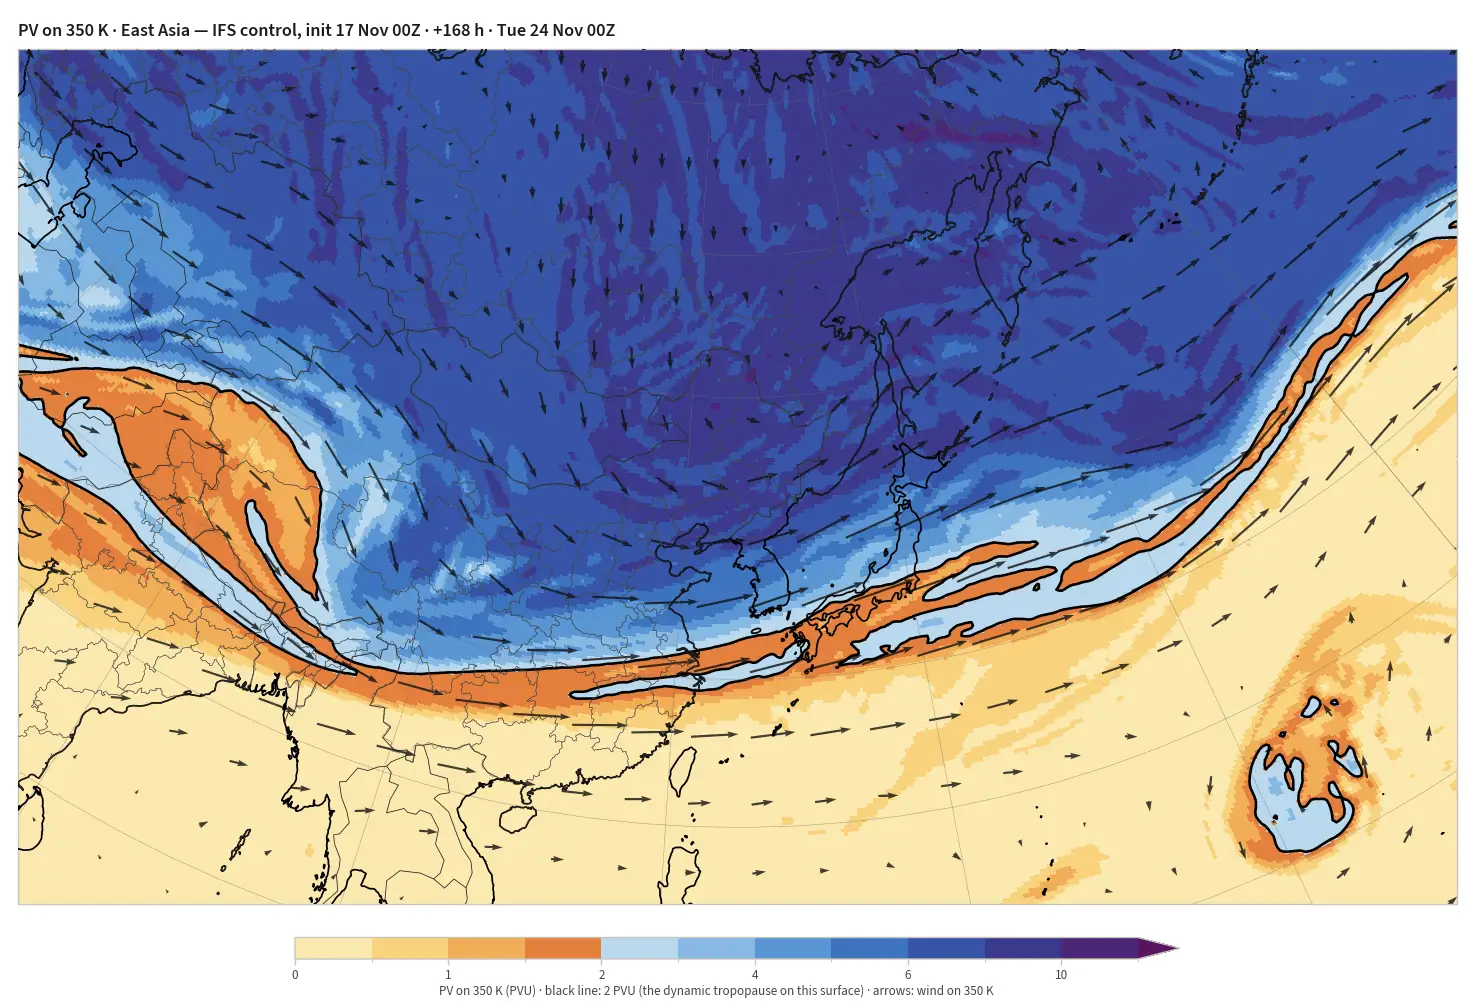 PV on 350 K · East Asia — IFS control, init 17 Nov 00Z · +168 h · Tue 24 Nov 00Z
0 1 2 4 6 10
PV on 350 K (PVU) · black line: 2 PVU (the dynamic tropopause on this surface) · arrows: wind on 350 K